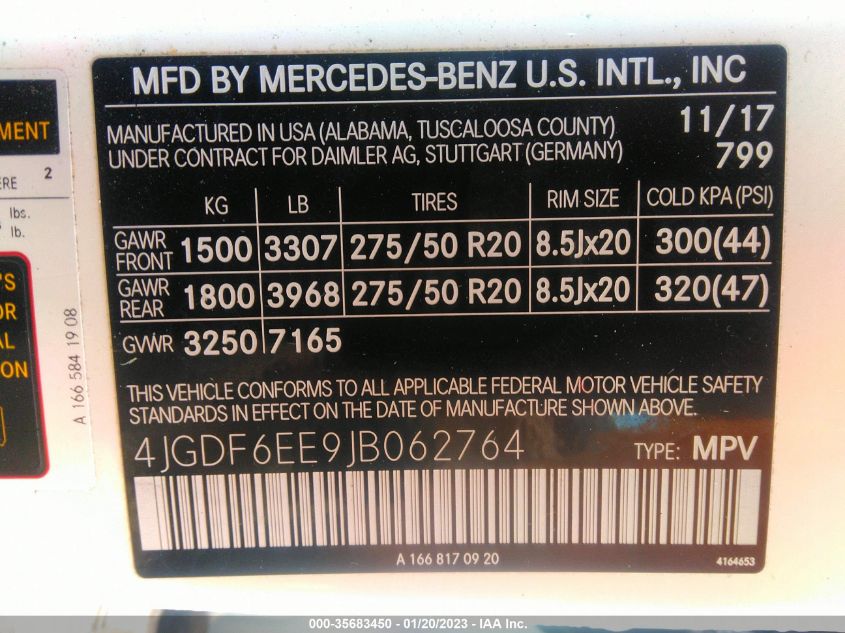 MFD BY MERCEDES-BENZ U.S. INTL., INC
MANUFACTURED IN USA (ALABAMA, TUSCALOOSA COUNTY) 11/17
UNDER CONTRACT FOR DAIMLER AG, STUTTGART (GERMANY) 799
KG LB TIRES RIM SIZE COLD KPA (PSI)
GAWR FRONT 1500 3307 275/50 R20 8.5Jx20 300(44)
GAWR REAR 1800 3968 275/50 R20 8.5Jx20 320(47)
GVWR 3250 7165
THIS VEHICLE CONFORMS TO ALL APPLICABLE FEDERAL MOTOR VEHICLE SAFETY
STANDARDS IN EFFECT ON THE DATE OF MANUFACTURE SHOWN ABOVE.
4JGDF6EE9JB062764 TYPE: MPV
A 166 817 09 20 4164653
2
lbs.
lb.
A 166 584 19 08
000-35683450 - 01/20/2023 - IAA Inc.